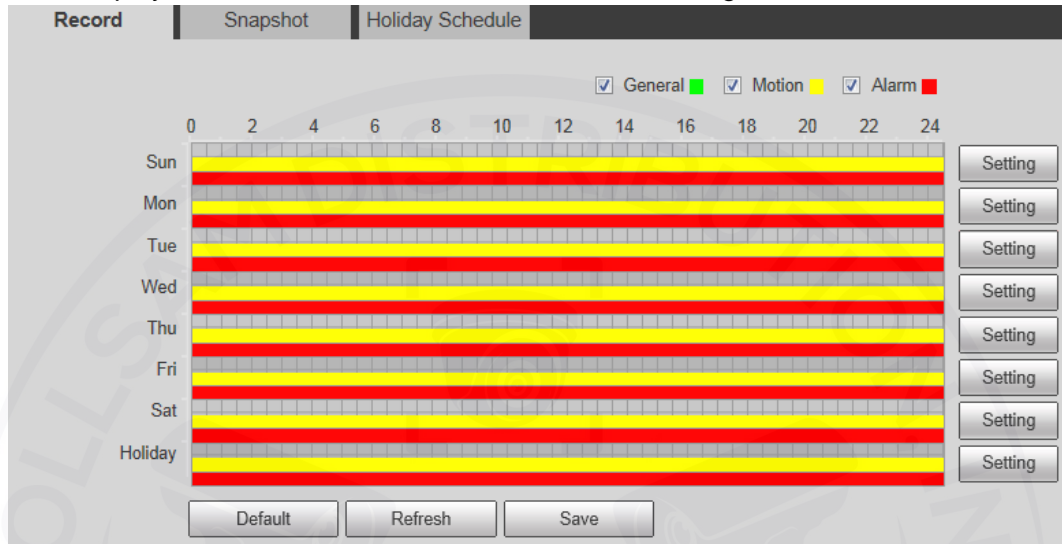 Record Snapshot Holiday Schedule
General Motion Alarm
0 2 4 6 8 10 12 14 16 18 20 22 24
Sun Setting
Mon Setting
Tue Setting
Wed Setting
Thu Setting
Fri Setting
Sat Setting
Holiday Setting
Default Refresh Save